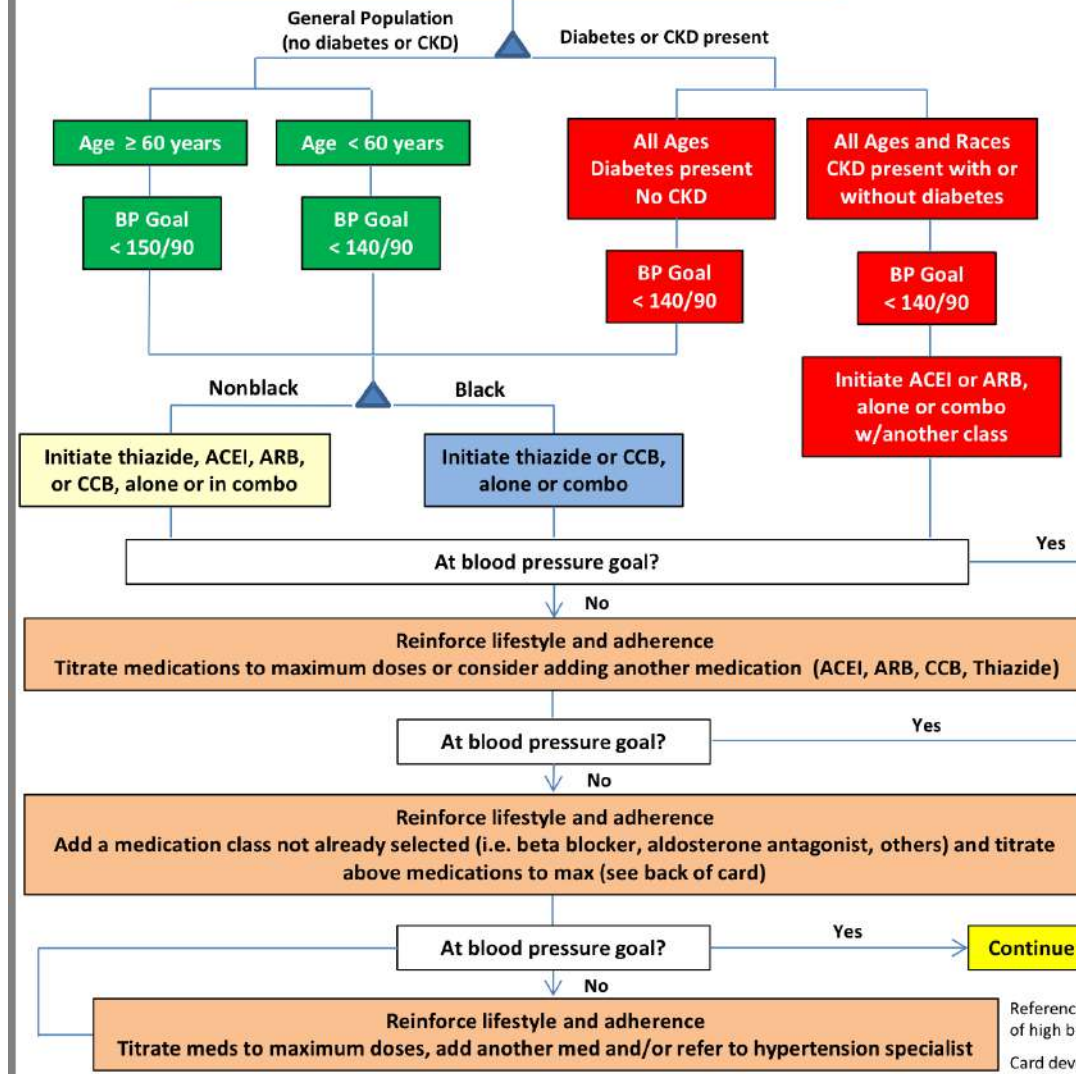 General Population
(no diabetes or CKD)
Diabetes or CKD present
Age ≥ 60 years
Age < 60 years
All Ages
Diabetes present
No CKD
All Ages and Races
CKD present with or
without diabetes
BP Goal
< 150/90
BP Goal
< 140/90
BP Goal
< 140/90
BP Goal
< 140/90
Initiate ACEI or ARB,
alone or combo
w/another class
Nonblack
Black
Initiate thiazide, ACEI, ARB,
or CCB, alone or in combo
Initiate thiazide or CCB,
alone or combo
At blood pressure goal?
Yes
No
Reinforce lifestyle and adherence
Titrate medications to maximum doses or consider adding another medication (ACEI, ARB, CCB, Thiazide)
At blood pressure goal?
Yes
No
Reinforce lifestyle and adherence
Add a medication class not already selected (i.e. beta blocker, aldosterone antagonist, others) and titrate
above medications to max (see back of card)
At blood pressure goal?
Yes
Continue
No
Reinforce lifestyle and adherence
Titrate meds to maximum doses, add another med and/or refer to hypertension specialist
Referenc
of high b
Card dev